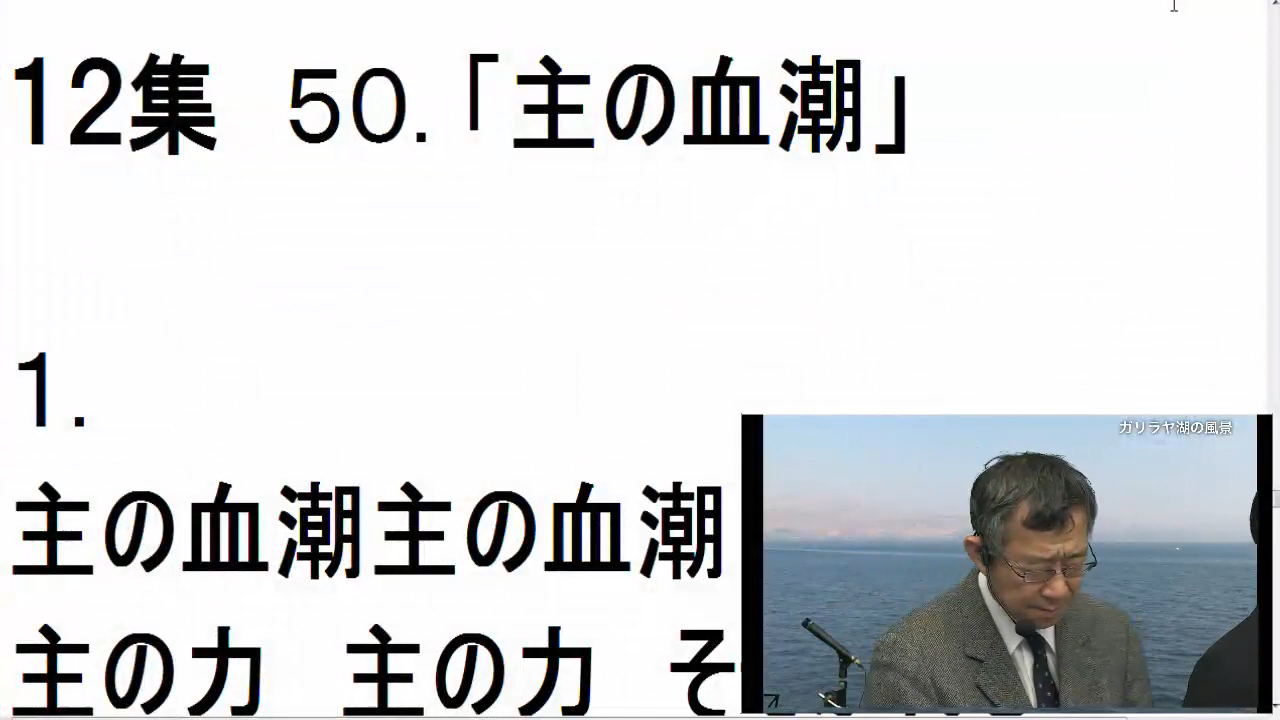 12集　50.「主の血潮」
1.
主の血潮主の血潮
主の力　主の力　そ
ガリラヤ湖の風景